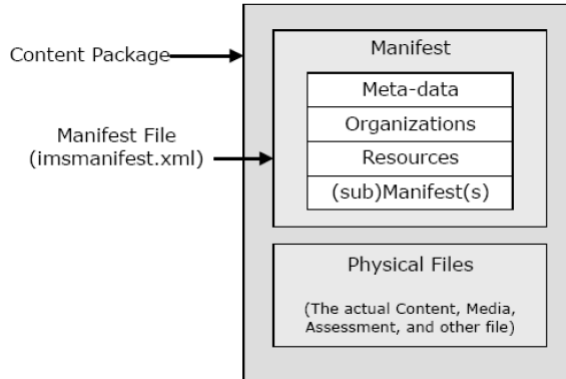 Content Package
Manifest File
(imsmanifest.xml)
Manifest
Meta-data
Organizations
Resources
(sub)Manifest(s)
Physical Files
(The actual Content, Media,
Assessment, and other file)